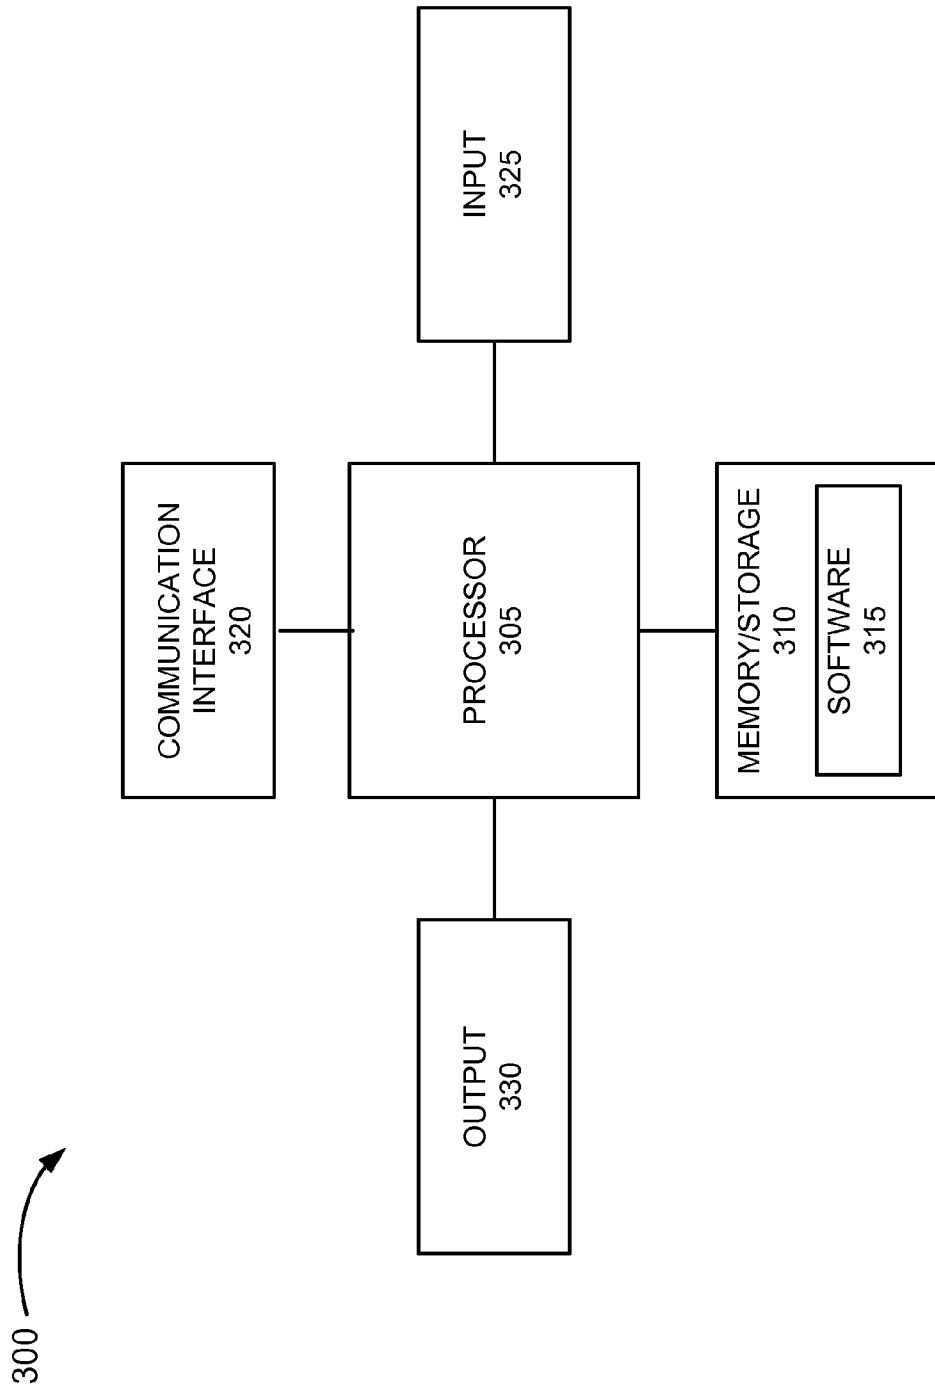 300
COMMUNICATION
INTERFACE
320
OUTPUT
330
PROCESSOR
305
INPUT
325
MEMORY/STORAGE
310
SOFTWARE
315